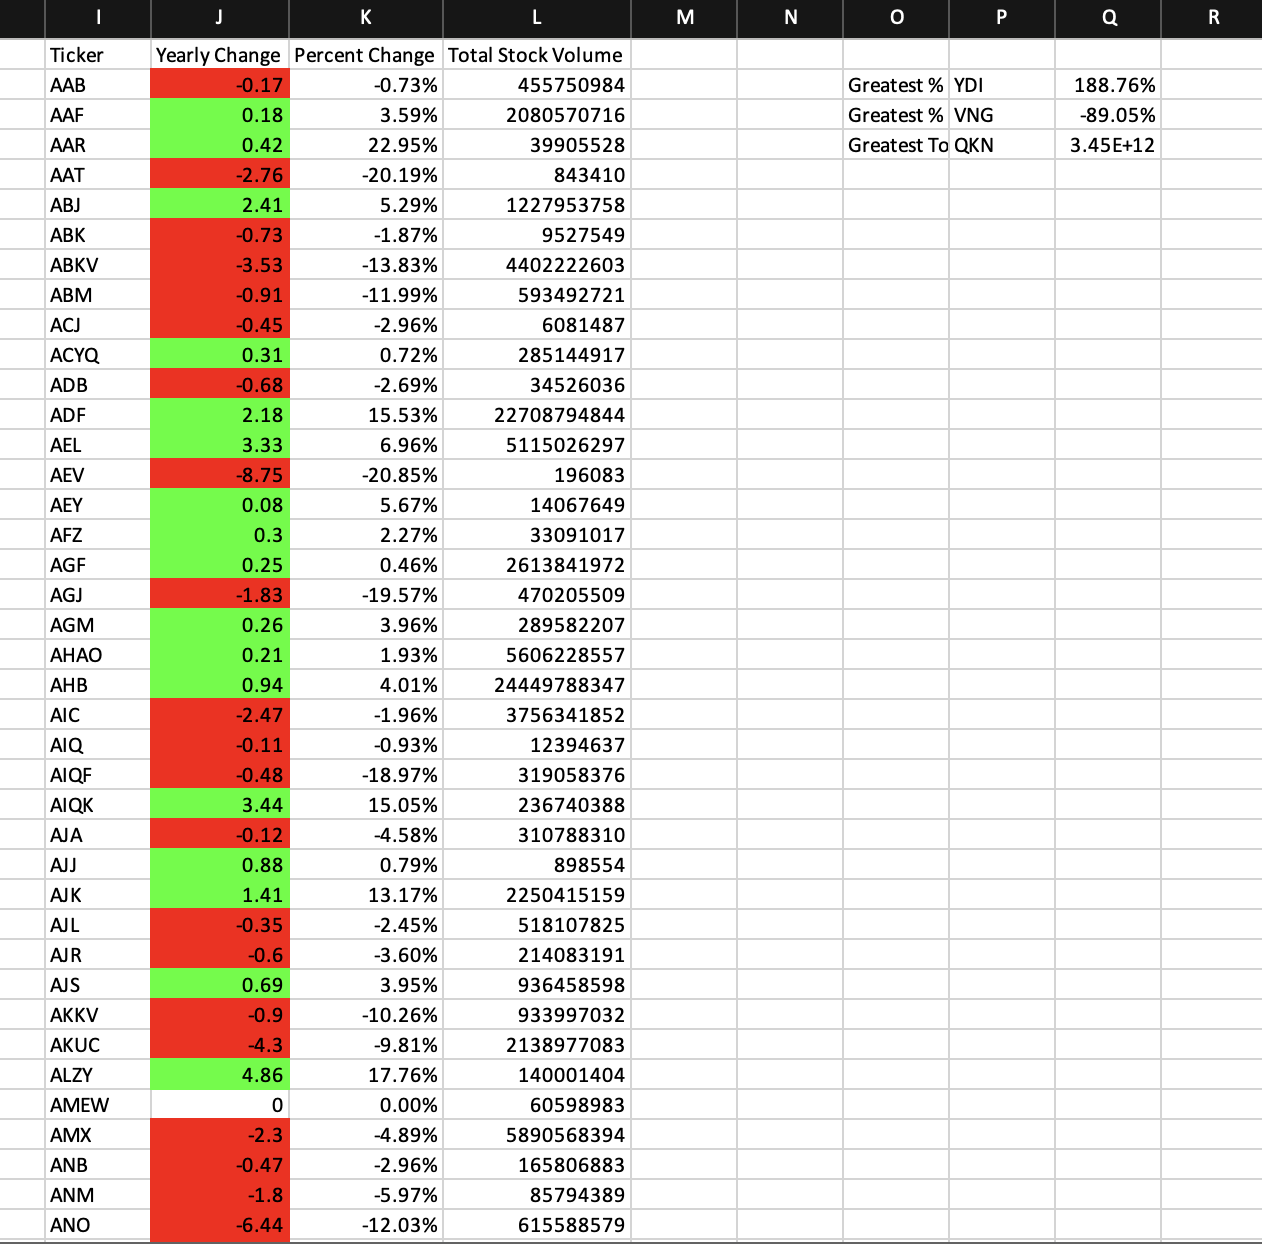 I J K L M N O P Q R
Ticker Yearly Change Percent Change Total Stock Volume
AAB -0.17 -0.73% 455750984 Greatest % YDI 188.76%
AAF 0.18 3.59% 2080570716 Greatest % VNG -89.05%
AAR 0.42 22.95% 39905528 Greatest To QKN 3.45E+12
AAT -2.76 -20.19% 843410
ABJ 2.41 5.29% 1227953758
ABK -0.73 -1.87% 9527549
ABKV -3.53 -13.83% 4402222603
ABM -0.91 -11.99% 593492721
ACJ -0.45 -2.96% 6081487
ACYQ 0.31 0.72% 285144917
ADB -0.68 -2.69% 34526036
ADF 2.18 15.53% 22708794844
AEL 3.33 6.96% 5115026297
AEV -8.75 -20.85% 196083
AEY 0.08 5.67% 14067649
AFZ 0.3 2.27% 33091017
AGF 0.25 0.46% 2613841972
AGJ -1.83 -19.57% 470205509
AGM 0.26 3.96% 289582207
AHAO 0.21 1.93% 5606228557
AHB 0.94 4.01% 24449788347
AIC -2.47 -1.96% 3756341852
AIQ -0.11 -0.93% 12394637
AIQF -0.48 -18.97% 319058376
AIQK 3.44 15.05% 236740388
AJA -0.12 -4.58% 310788310
AJJ 0.88 0.79% 898554
AJK 1.41 13.17% 2250415159
AJL -0.35 -2.45% 518107825
AJR -0.6 -3.60% 214083191
AJS 0.69 3.95% 936458598
AKKV -0.9 -10.26% 933997032
AKUC -4.3 -9.81% 2138977083
ALZY 4.86 17.76% 140001404
AMEW 0 0.00% 60598983
AMX -2.3 -4.89% 5890568394
ANB -0.47 -2.96% 165806883
ANM -1.8 -5.97% 85794389
ANO -6.44 -12.03% 615588579